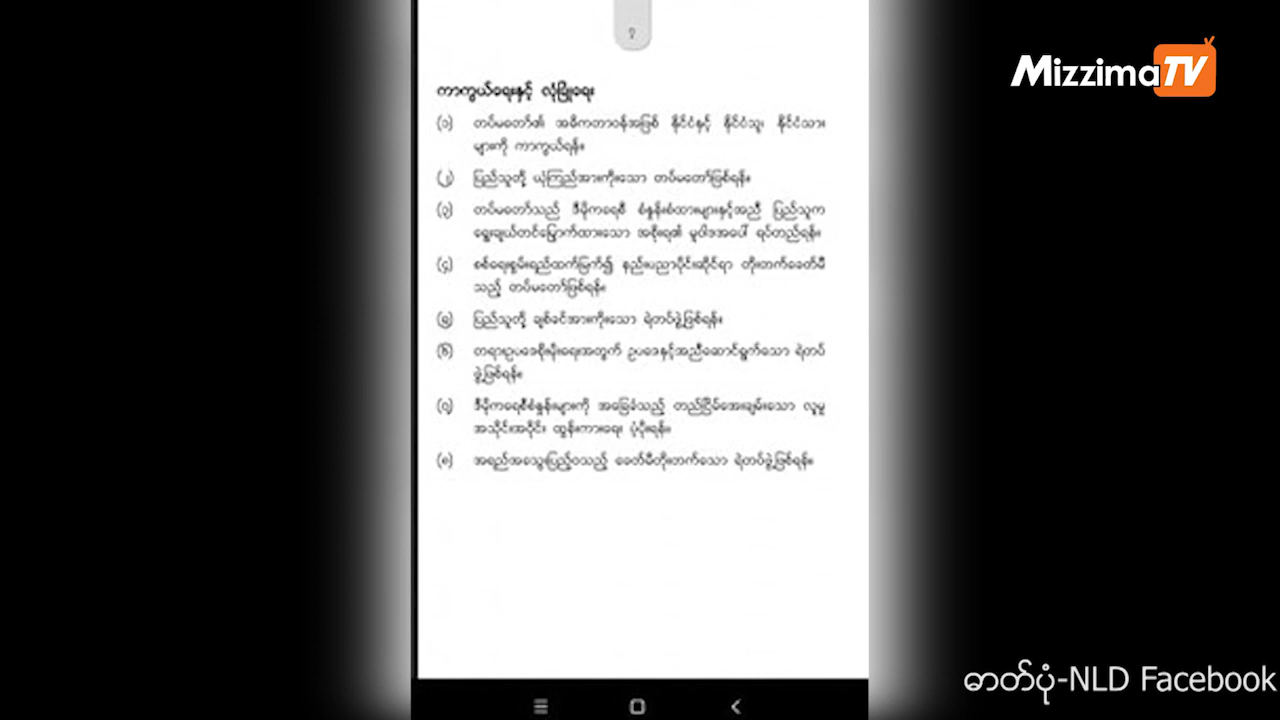 ၃
Mizzima TV
ကာကွယ်ရေးနှင့် လုံခြုံရေး
(၁) တပ်မတော်၏ အဓိကတာဝန်အဖြစ် နိုင်ငံနှင့် နိုင်ငံသူ၊ နိုင်ငံသား
များကို ကာကွယ်ရန်။
(၂) ပြည်သူတို့ ယုံကြည်အားကိုးသော တပ်မတော်ဖြစ်ရန်။
(၃) တပ်မတော်သည် ဒီမိုကရေစီ စံနှုန်းစံထားများနှင့်အညီ ပြည်သူက
ရွေးချယ်တင်မြှောက်ထားသော အစိုးရ၏ မူဝါဒအပေါ် ရပ်တည်ရန်။
(၄) စစ်ရေးစွမ်းရည်ထက်မြက်၍ နည်းပညာပိုင်းဆိုင်ရာ တိုးတက်ခေတ်မီ
သည့် တပ်မတော်ဖြစ်ရန်။
(၅) ပြည်သူတို့ ချစ်ခင်အားကိုးသော ရဲတပ်ဖွဲ့ဖြစ်ရန်။
(၆) တရားဥပဒေစိုးမိုးရေးအတွက် ဥပဒေနှင့်အညီဆောင်ရွက်သော ရဲတပ်
ဖွဲ့ဖြစ်ရန်။
(၇) ဒီမိုကရေစီစံနှုန်းများကို အခြေခံသည့် တည်ငြိမ်အေးချမ်းသော လူမှု
အသိုင်းအဝိုင်း ထွန်းကားရေး ပံ့ပိုးရန်။
(၈) အရည်အသွေးပြည့်ဝသည့် ခေတ်မီတိုးတက်သော ရဲတပ်ဖွဲ့ဖြစ်ရန်။
ဓာတ်ပုံ-NLD Facebook